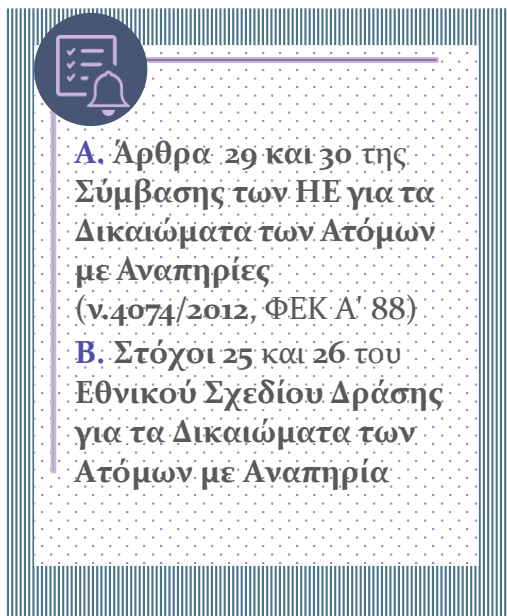 Α. Άρθρα 29 και 30 της
Σύμβασης των ΗΕ για τα
Δικαιώματα των Ατόμων
με Αναπηρίες
(ν.4074/2012, ΦΕΚ Α' 88)
Β. Στόχοι 25 και 26 του
Εθνικού Σχεδίου Δράσης
για τα Δικαιώματα των
Ατόμων με Αναπηρία